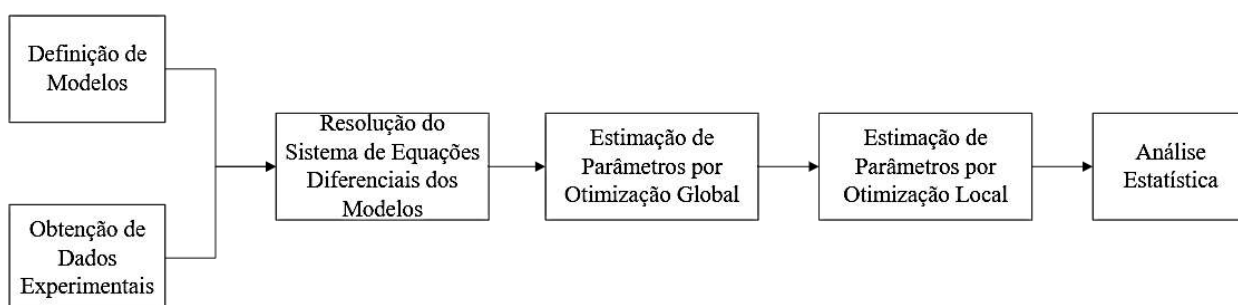 Definição de
Modelos
Obtenção de
Dados
Experimentais
Resolução do
Sistema de Equações
Diferenciais dos
Modelos
Estimação de
Parâmetros por
Otimização Global
Estimação de
Parâmetros por
Otimização Local
Análise
Estatística